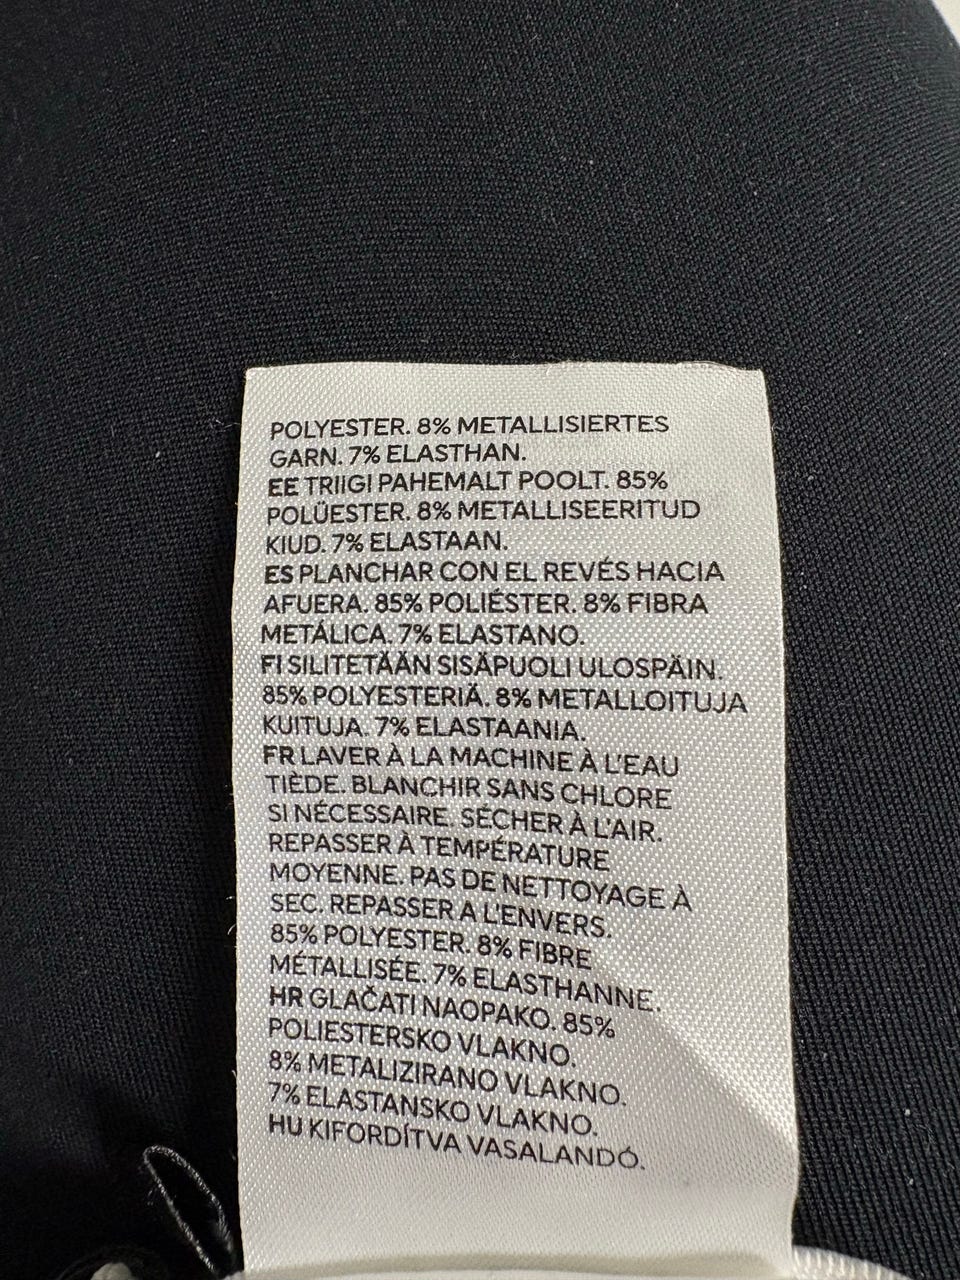 POLYESTER. 8% METALLISIERTES
GARN. 7% ELASTHAN.
EE TRIIGI PAHEMALT POOLT. 85%
POLÜESTER. 8% METALLISEERITUD
KIUD. 7% ELASTAAN.
ES PLANCHAR CON EL REVÉS HACIA
AFUERA. 85% POLIÉSTER. 8% FIBRA
METÁLICA. 7% ELASTANO.
FI SILITETÄÄN SISÄPUOLI ULOSPÄIN.
85% POLYESTERIÄ. 8% METALLOITUJA
KUITUJA. 7% ELASTAANIA.
FR LAVER À LA MACHINE À L'EAU
TIÈDE. BLANCHIR SANS CHLORE
SI NÉCESSAIRE. SÉCHER À L'AIR.
REPASSER À TEMPÉRATURE
MOYENNE. PAS DE NETTOYAGE À
SEC. REPASSER A L'ENVERS.
85% POLYESTER. 8% FIBRE
MÉTALLISÉE. 7% ELASTHANNE.
HR GLAČATI NAOPAKO. 85%
POLIESTERSKO VLAKNO.
8% METALIZIRANO VLAKNO.
7% ELASTANSKO VLAKNO.
HU KIFORDÍTVA VASALANDÓ.